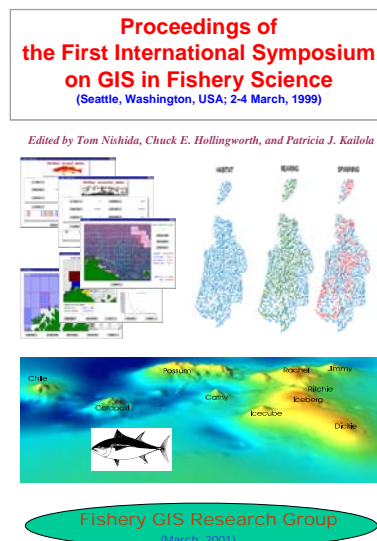 Proceedings of
the First International Symposium
on GIS in Fishery Science
(Seattle, Washington, USA; 2-4 March, 1999)
Edited by Tom Nishida, Chuck E. Hollingworth, and Patricia J. Kailola
HABITAT REARING SPAWNING
Chile
Possum
Rachel
Jimmy
Cotopaxi
Cathy
Ritchie
Iceberg
Icecube
Dickie
Fishery GIS Research Group
(March, 2001)